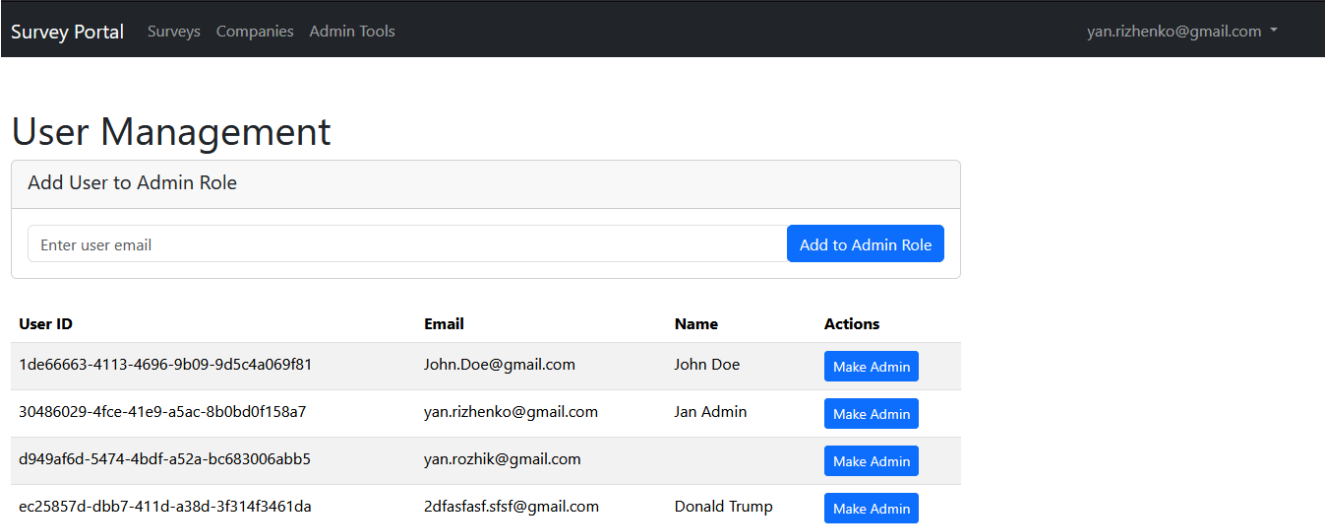 Survey Portal Surveys Companies Admin Tools yan.rizhenko@gmail.com
User Management
Add User to Admin Role
Enter user email Add to Admin Role
User ID Email Name Actions
1de66663-4113-4696-9b09-9d5c4a069f81 John.Doe@gmail.com John Doe Make Admin
30486029-4fce-41e9-a5ac-8b0bd0f158a7 yan.rizhenko@gmail.com Jan Admin Make Admin
d949af6d-5474-4bdf-a52a-bc683006abb5 yan.rozhik@gmail.com Make Admin
ec25857d-dbb7-411d-a38d-3f314f3461da 2dfasfasf.sfsf@gmail.com Donald Trump Make Admin